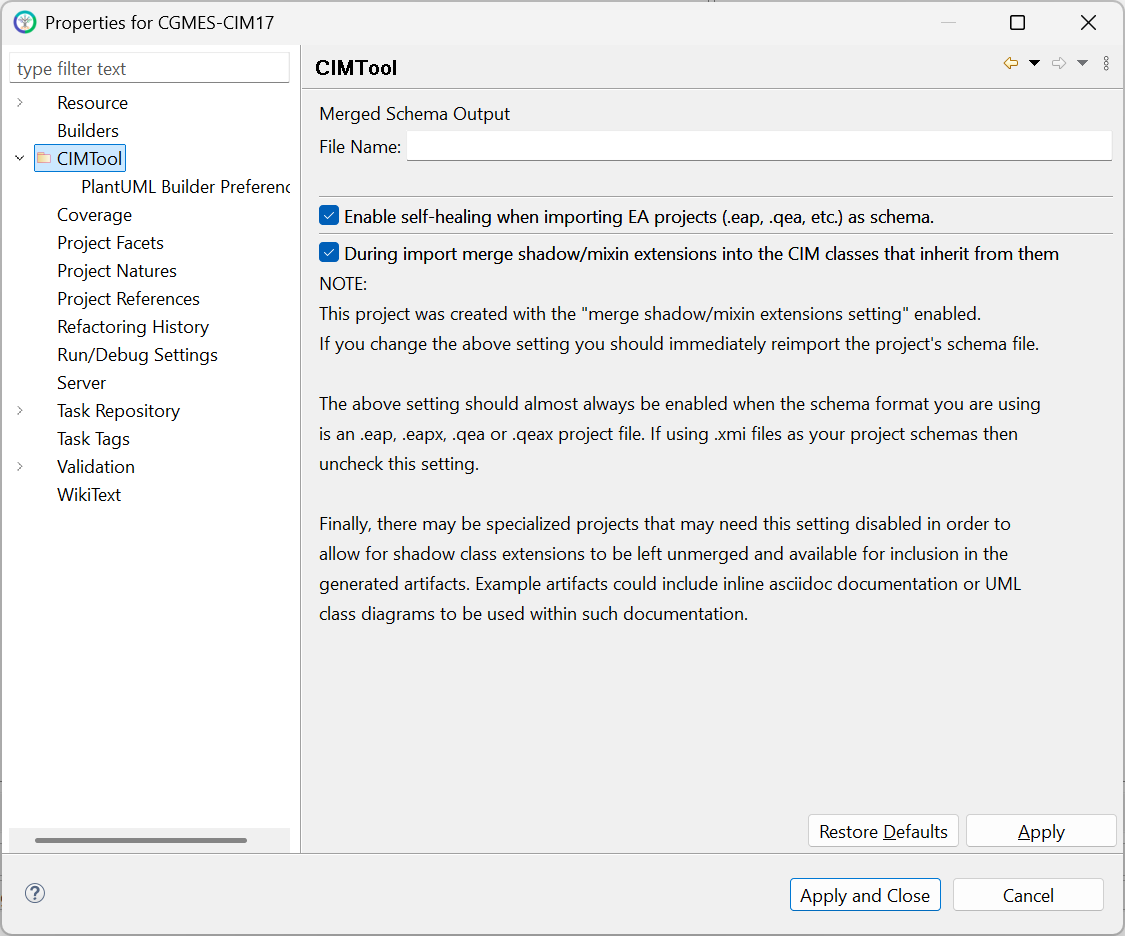 Properties for CGMES-CIM17
type filter text
Resource
Builders
CIMTool
PlantUML Builder Preferenc
Coverage
Project Facets
Project Natures
Project References
Refactoring History
Run/Debug Settings
Server
Task Repository
Task Tags
Validation
WikiText
CIMTool
Merged Schema Output
File Name:
Enable self-healing when importing EA projects (.eap, .qea, etc.) as schema.
During import merge shadow/mixin extensions into the CIM classes that inherit from them
NOTE:
This project was created with the "merge shadow/mixin extensions setting" enabled.
If you change the above setting you should immediately reimport the project's schema file.
The above setting should almost always be enabled when the schema format you are using
is an .eap, .eapx, .qea or .qeax project file. If using .xmi files as your project schemas then
uncheck this setting.
Finally, there may be specialized projects that may need this setting disabled in order to
allow for shadow class extensions to be left unmerged and available for inclusion in the
generated artifacts. Example artifacts could include inline asciidoc documentation or UML
class diagrams to be used within such documentation.
Restore Defaults
Apply
?
Apply and Close
Cancel